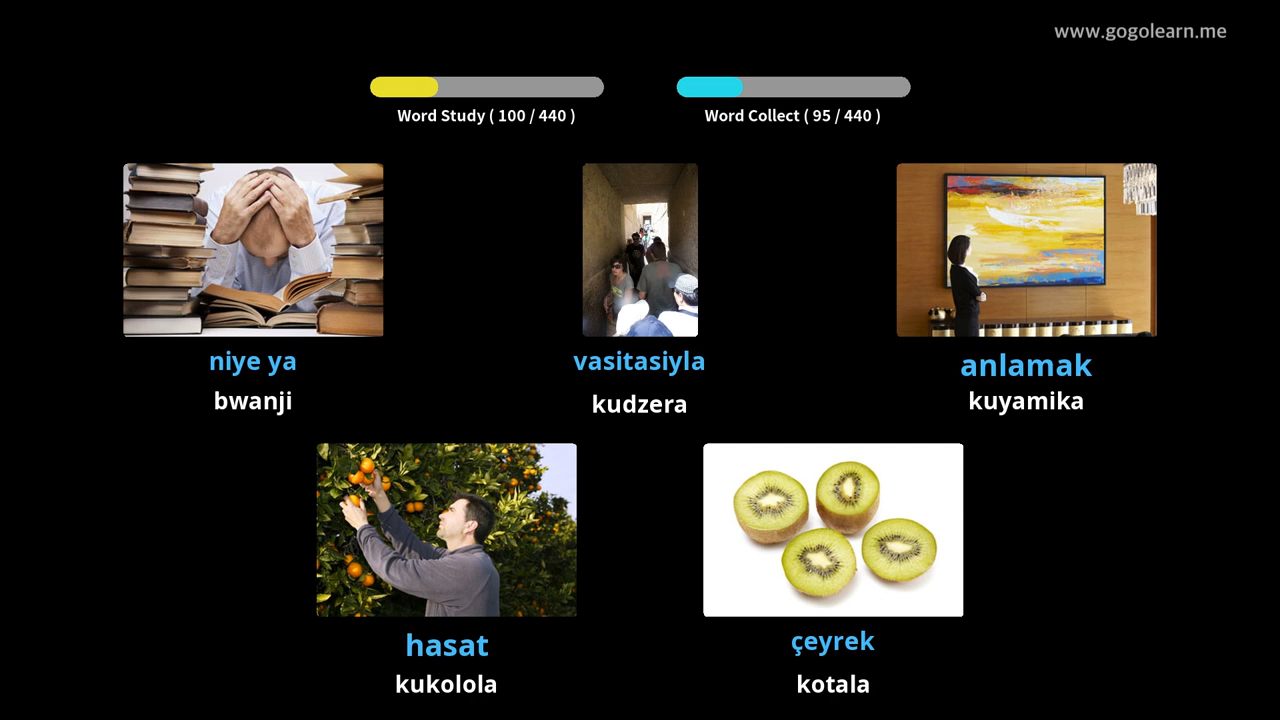 www.gogolearn.me
Word Study ( 100 / 440 )
Word Collect ( 95 / 440 )
niye ya
bwanji
vasitasiyla
kudzera
anlamak
kuyamika
hasat
kukolola
çeyrek
kotala